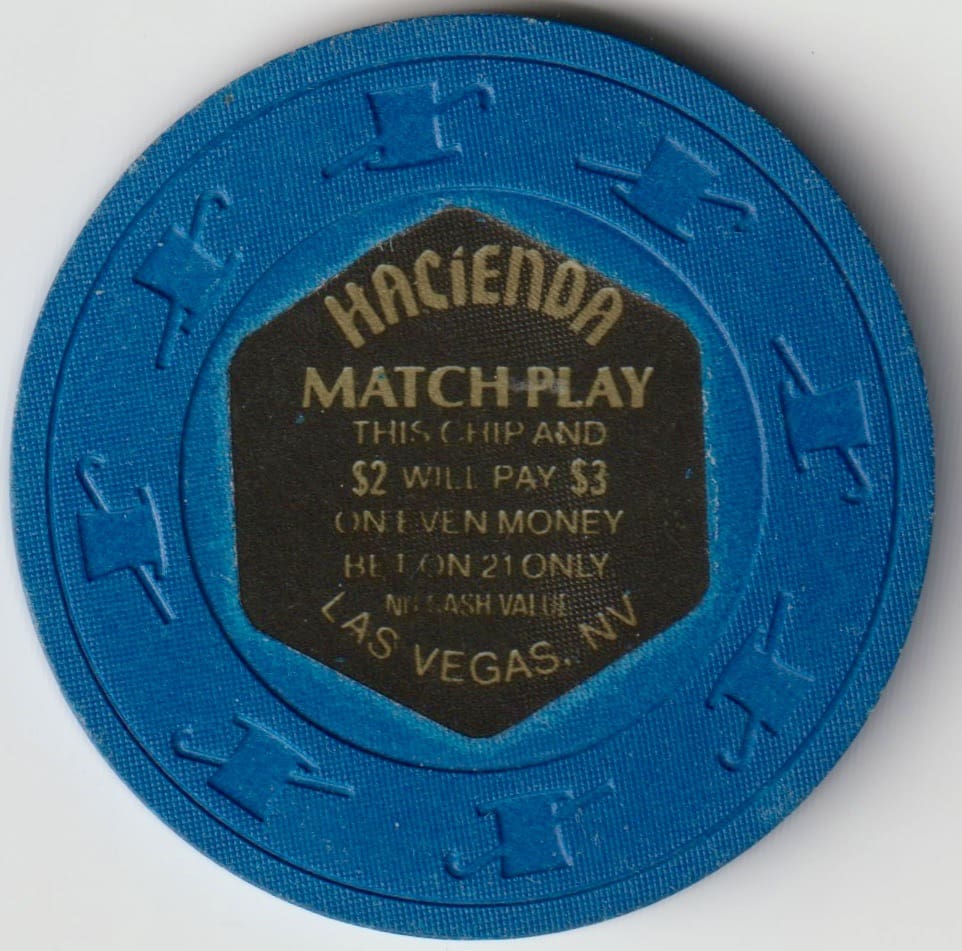 HACiENDA
MATCH PLAY
THIS CHIP AND
$2 WILL PAY $3
ON EVEN MONEY
BET ON 21 ONLY
NO CASH VALUE
LAS VEGAS, NV